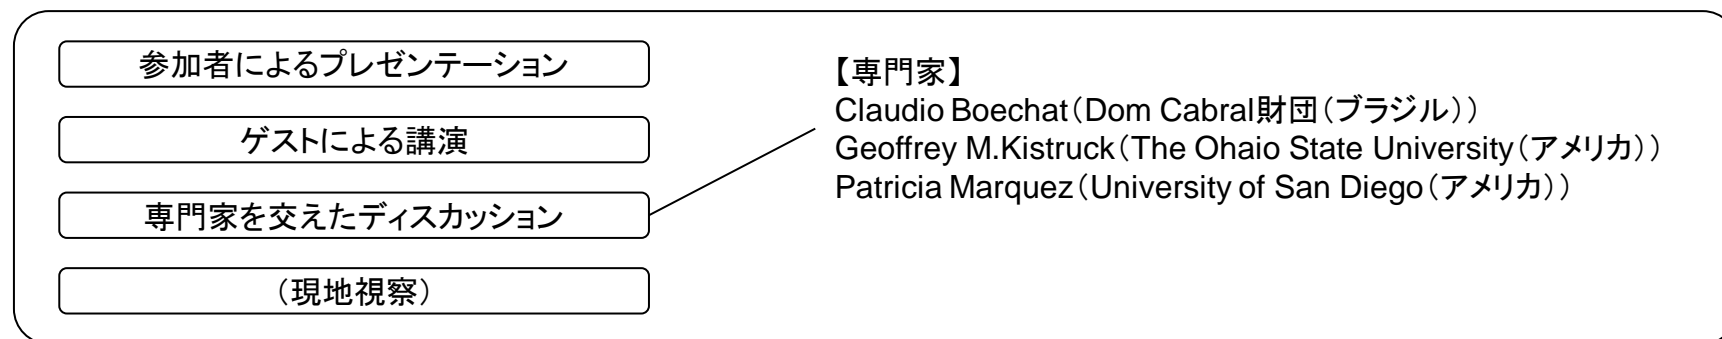 参加者によるプレゼンテーション
ゲストによる講演
専門家を交えたディスカッション
（現地視察）
【専門家】
Claudio Boechat（Dom Cabral財団（ブラジル））
Geoffrey M.Kistruck（The Ohaio State University（アメリカ））
Patricia Marquez（University of San Diego（アメリカ））